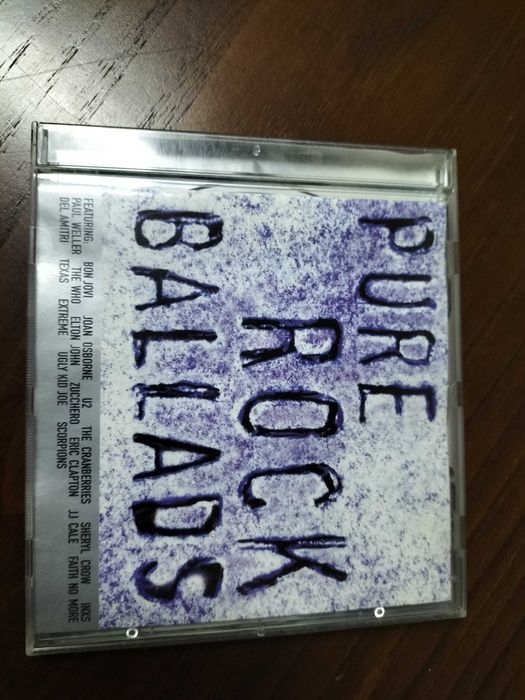 PURE
ROCK
BALLADS
FEATURING: BON JOVI JOAN OSBORNE U2 THE CRANBERRIES SHERYL CROW INXS
PAUL WELLER THE WHO ELTON JOHN ZUCCHERO ERIC CLAPTON JJ CALE FAITH NO MORE
DEL AMITRI TEXAS EXTREME UGLY KID JOE SCORPIONS